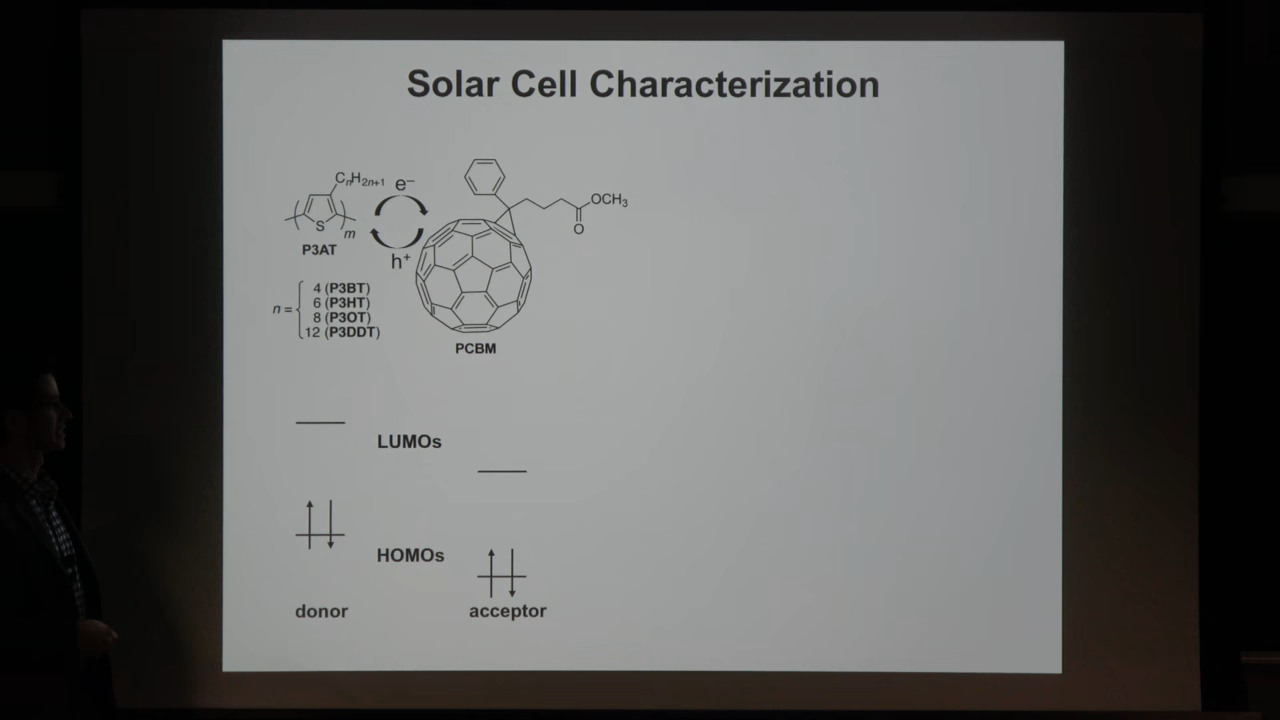 Solar Cell Characterization
CnH2n+1
e–
OCH3
O
S
m
P3AT
h+
n =
4 (P3BT)
6 (P3HT)
8 (P3OT)
12 (P3DDT)
PCBM
LUMOs
HOMOs
donor
acceptor